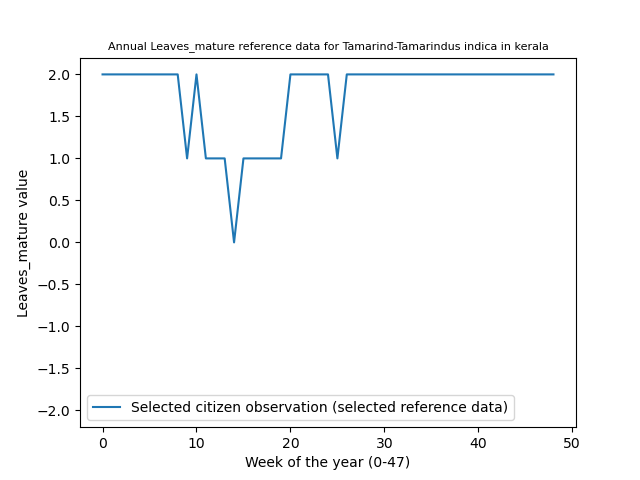 Annual Leaves_mature reference data for Tamarind-Tamarindus indica in kerala
2.0
1.5
1.0
0.5
0.0
−0.5
−1.0
−1.5
−2.0
Leaves_mature value
Selected citizen observation (selected reference data)
0 10 20 30 40 50
Week of the year (0-47)